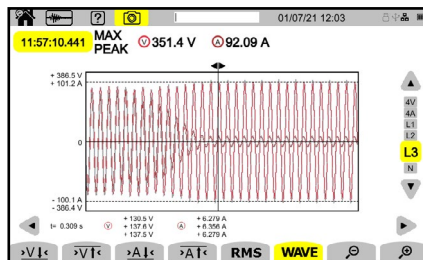 ? 01/07/21 12:03
11:57:10.441 MAX PEAK V 351.4 V A 92.09 A
+ 386.5 V
+ 101.2 A
0
- 100.1 A
- 386.4 V
4V
4A
L1
L2
L3
N
t= 0.309 s V + 130.5 V A + 6.279 A
+ 137.6 V + 6.356 A
+ 137.5 V + 6.279 A
>V↓< >V↑< >A↓< >A↑< RMS WAVE